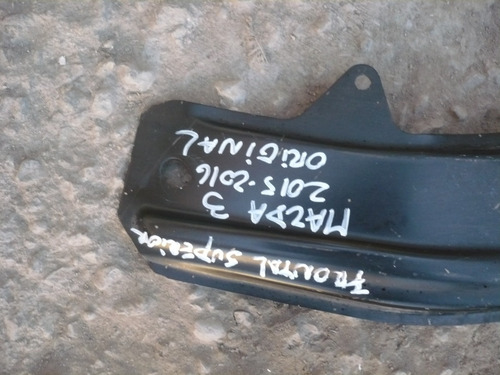 FRONTAL SUPERIOR
MAZDA 3
2015-2016
ORIGINAL